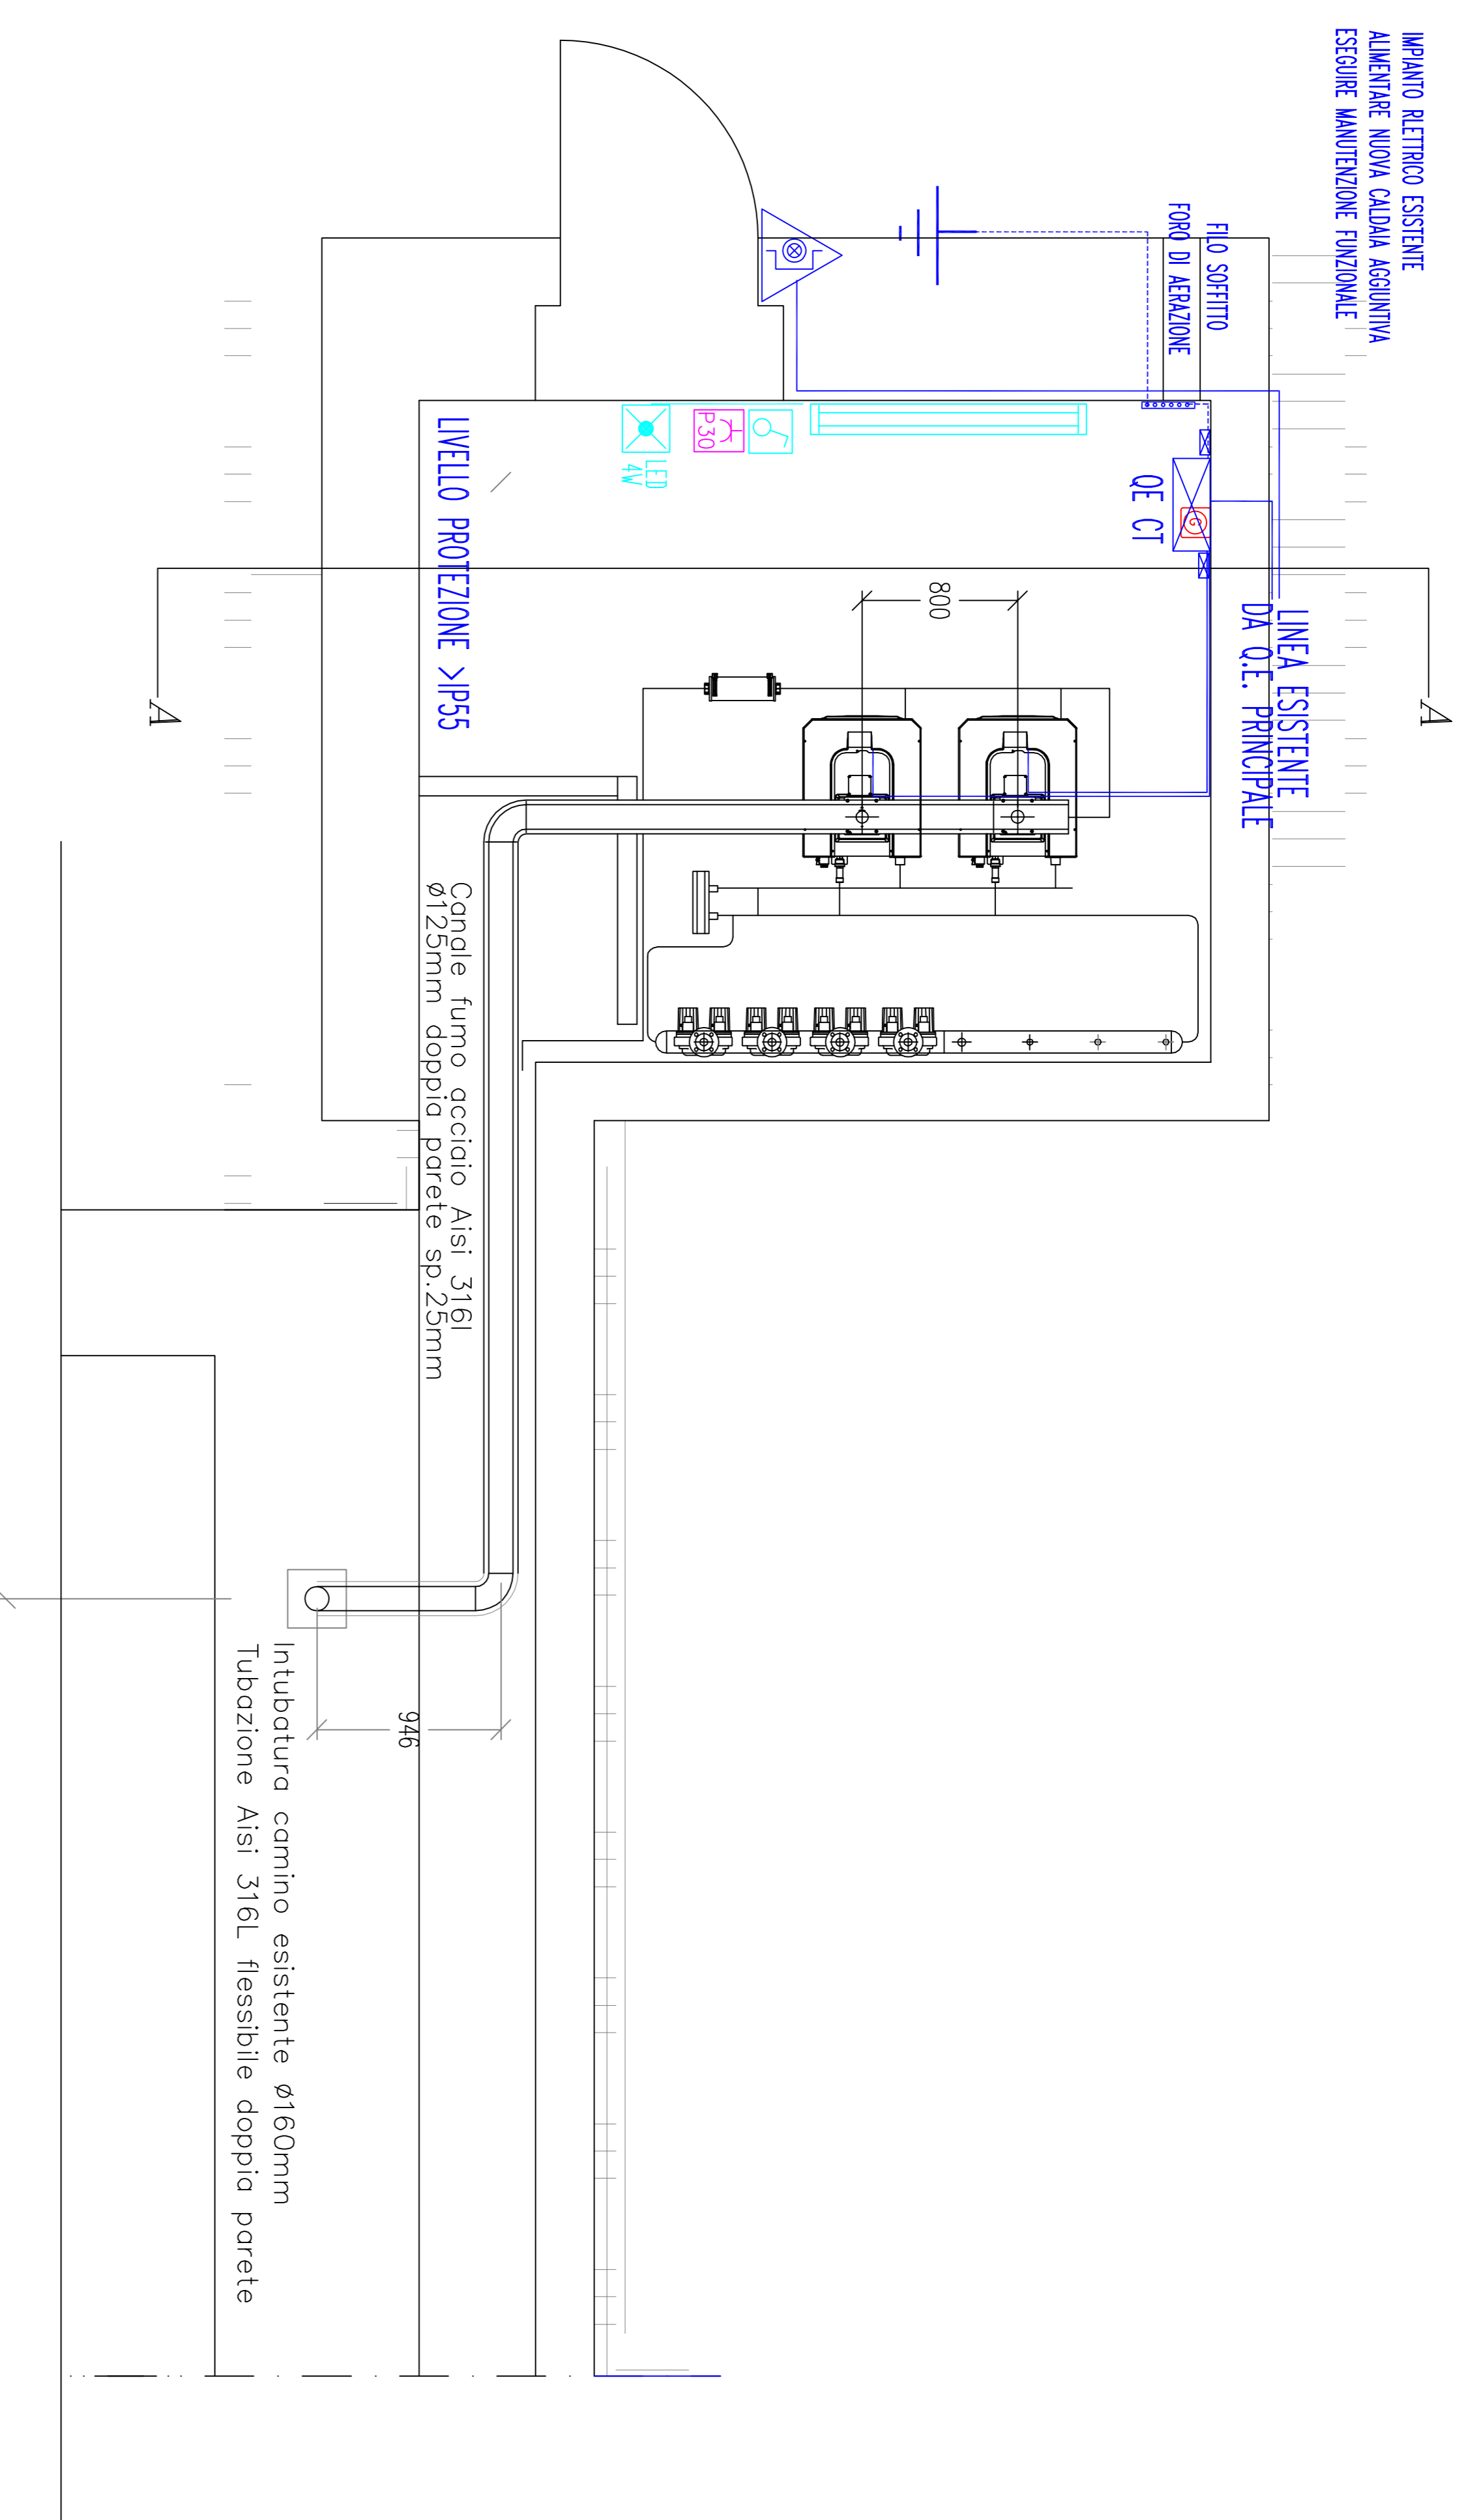 IMPIANTO RLETTRICO ESISTENTE
ALIMENTARE NUOVA CALDAIA AGGIUNTIVA
ESEGUIRE MANUTENZIONE FUNZIONALE
FILO SOFFITTO
FORO DI AERAZIONE
LINEA ESISTENTE
DA Q.E. PRINCIPALE
QE CT
G
A
A
800
P30
LED
4W
LIVELLO PROTEZIONE >IP55
Canale fumo acciaio Aisi 316l
ø125mm doppia parete sp.25mm
946
Intubatura camino esistente ø160mm
Tubazione Aisi 316L flessibile doppia parete